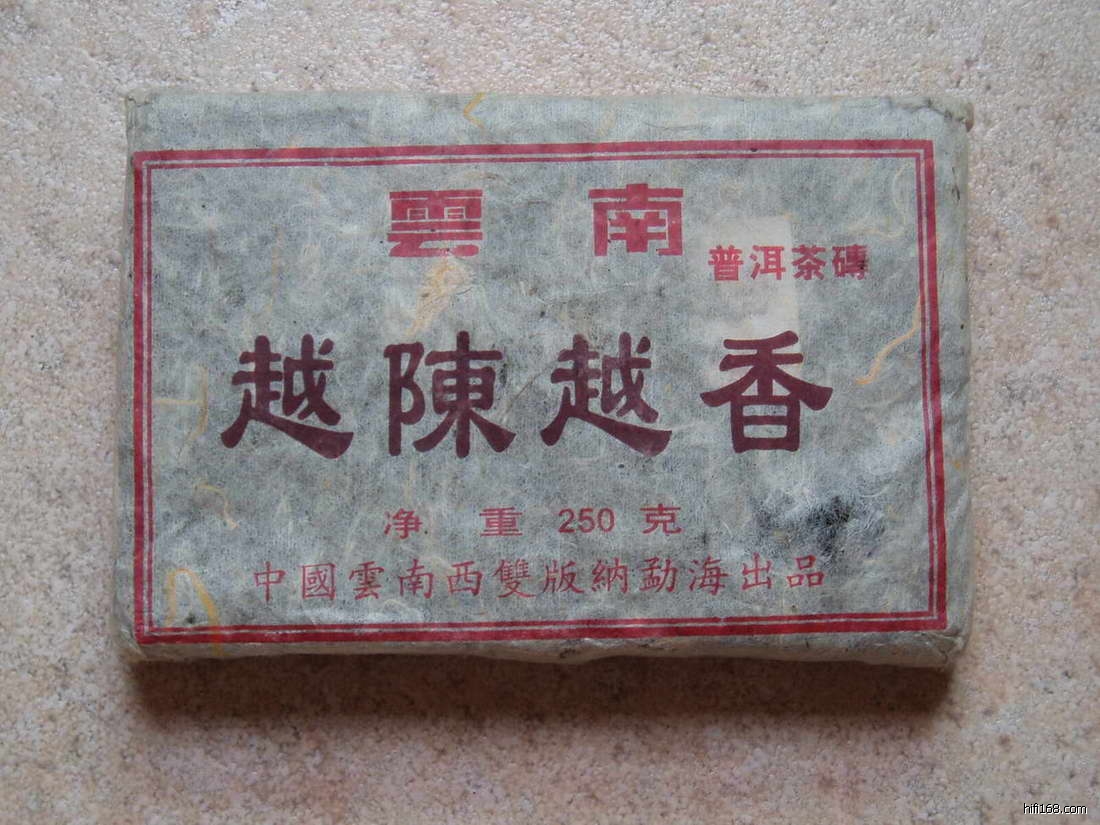 雲南
普洱茶磚
越陳越香
净重 250 克
中國雲南西雙版納勐海出品
hifi168.com